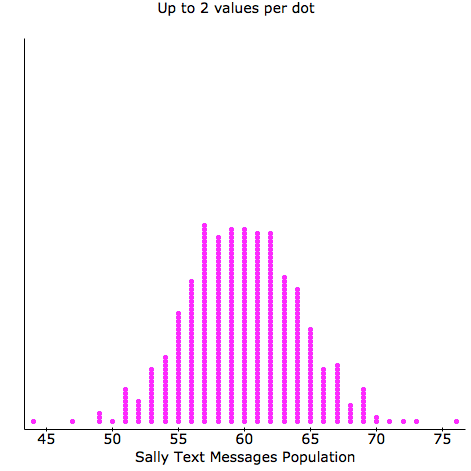 Up to 2 values per dot
45 50 55 60 65 70 75
Sally Text Messages Population